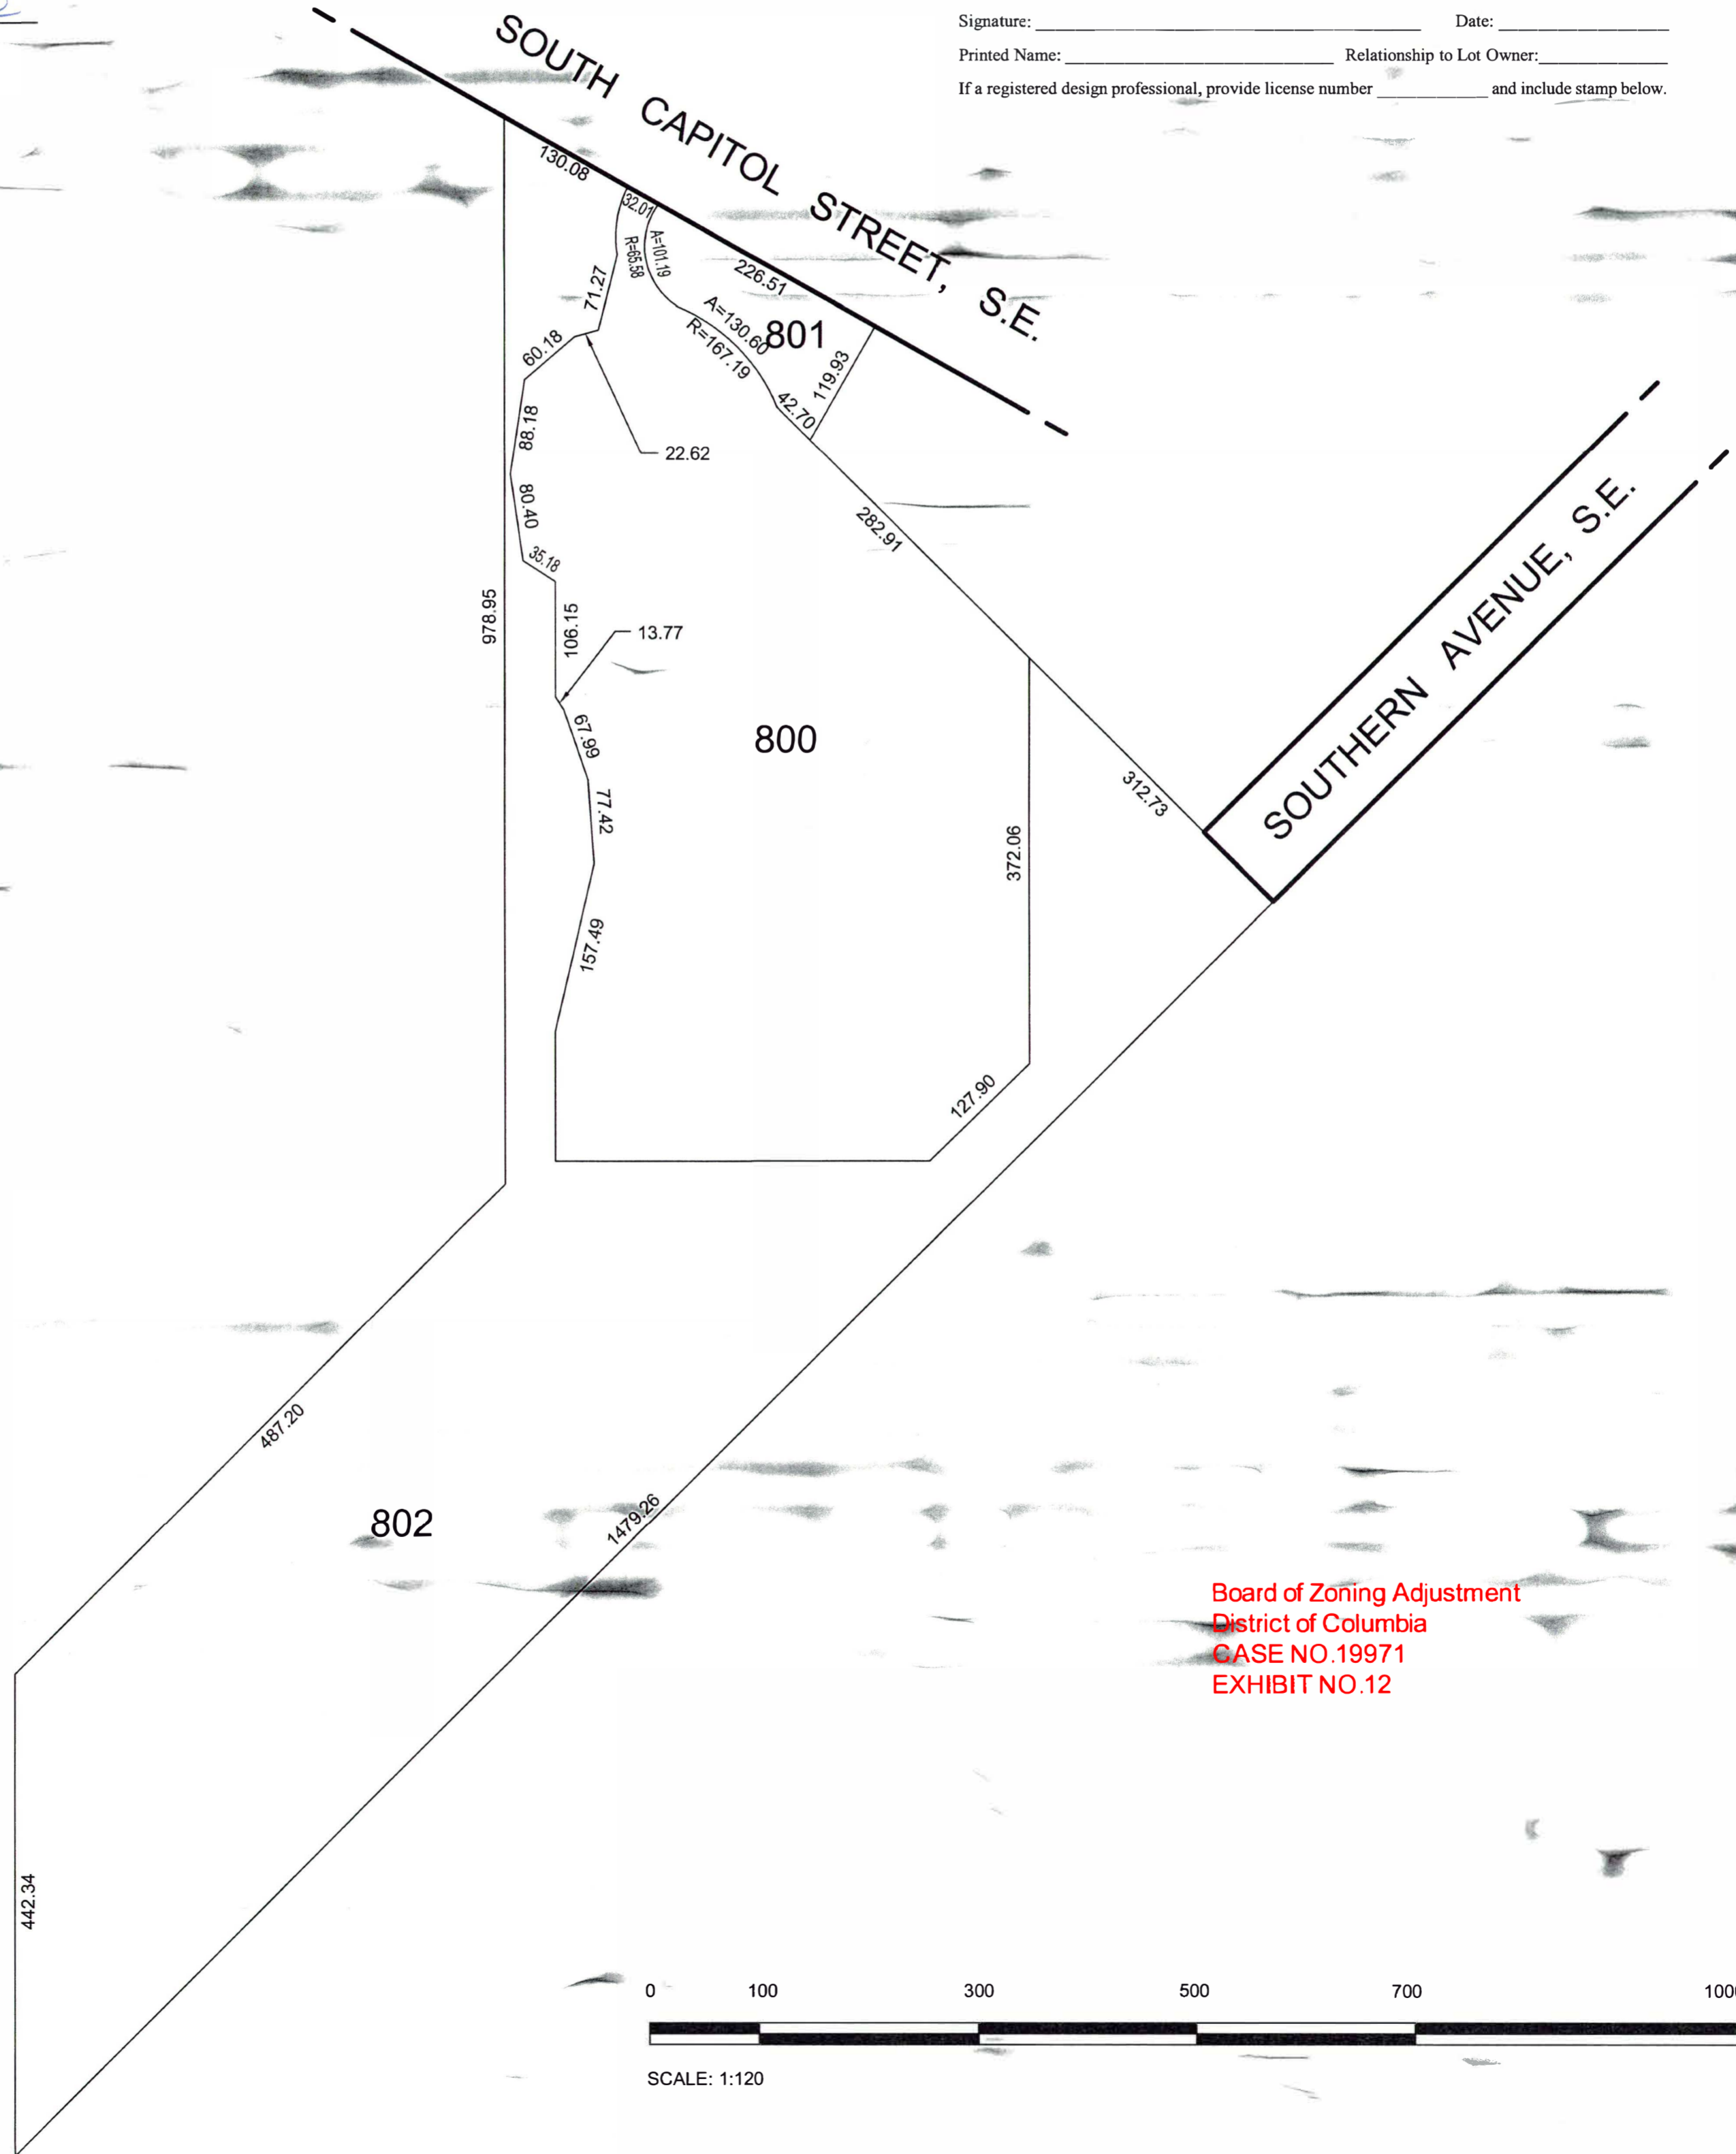 Signature: Date:
Printed Name: Relationship to Lot Owner:
If a registered design professional, provide license number and include stamp below.
SOUTH CAPITOL STREET, S.E.
130.08
32.01
A=101.19
R=65.58
226.51
71.27
A=130.60
R=167.19
801
119.93
60.18
42.70
88.18
22.62
80.40
282.91
35.18
SOUTHERN AVENUE, S.E.
978.95
106.15
13.77
67.99
800
77.42
312.73
372.06
157.49
127.90
487.20
1479.26
802
Board of Zoning Adjustment
District of Columbia
CASE NO.19971
EXHIBIT NO.12
442.34
0 100 300 500 700
SCALE: 1:120